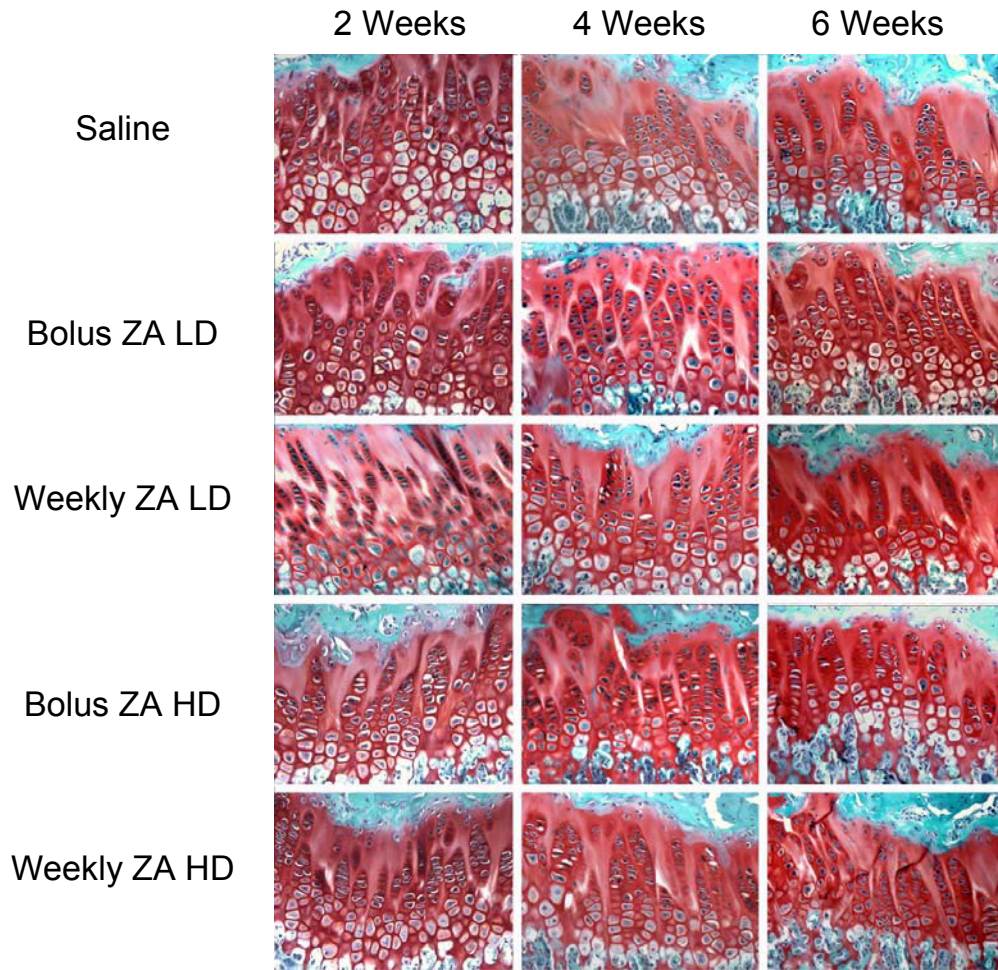 2 Weeks 4 Weeks 6 Weeks
Saline
Bolus ZA LD
Weekly ZA LD
Bolus ZA HD
Weekly ZA HD